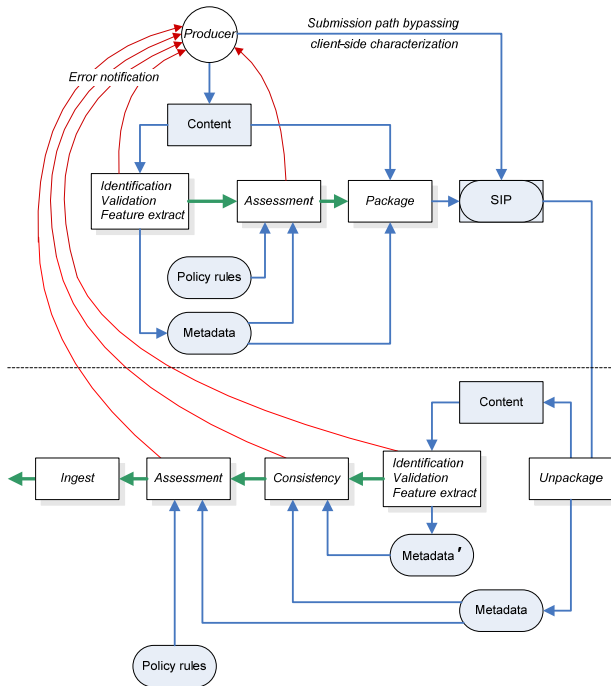 Producer
Submission path bypassing
client-side characterization
Error notification
Content
Identification
Validation
Feature extract
Assessment
Package
SIP
Policy rules
Metadata
Content
Ingest
Assessment
Consistency
Identification
Validation
Feature extract
Unpackage
Metadata′
Metadata
Policy rules